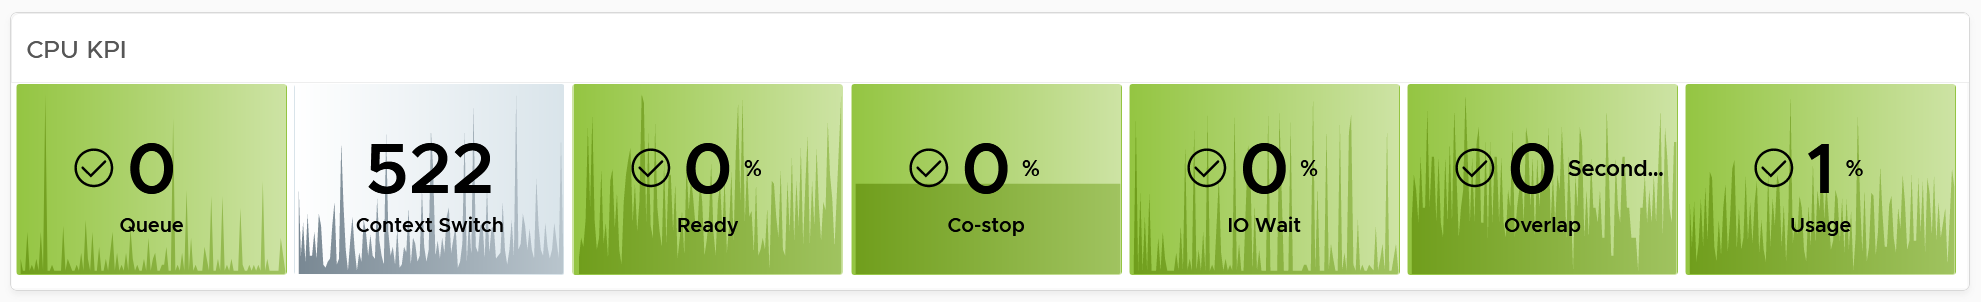 CPU KPI
0
Queue
522
Context Switch
0 %
Ready
0 %
Co-stop
0 %
IO Wait
0 Second...
Overlap
1 %
Usage